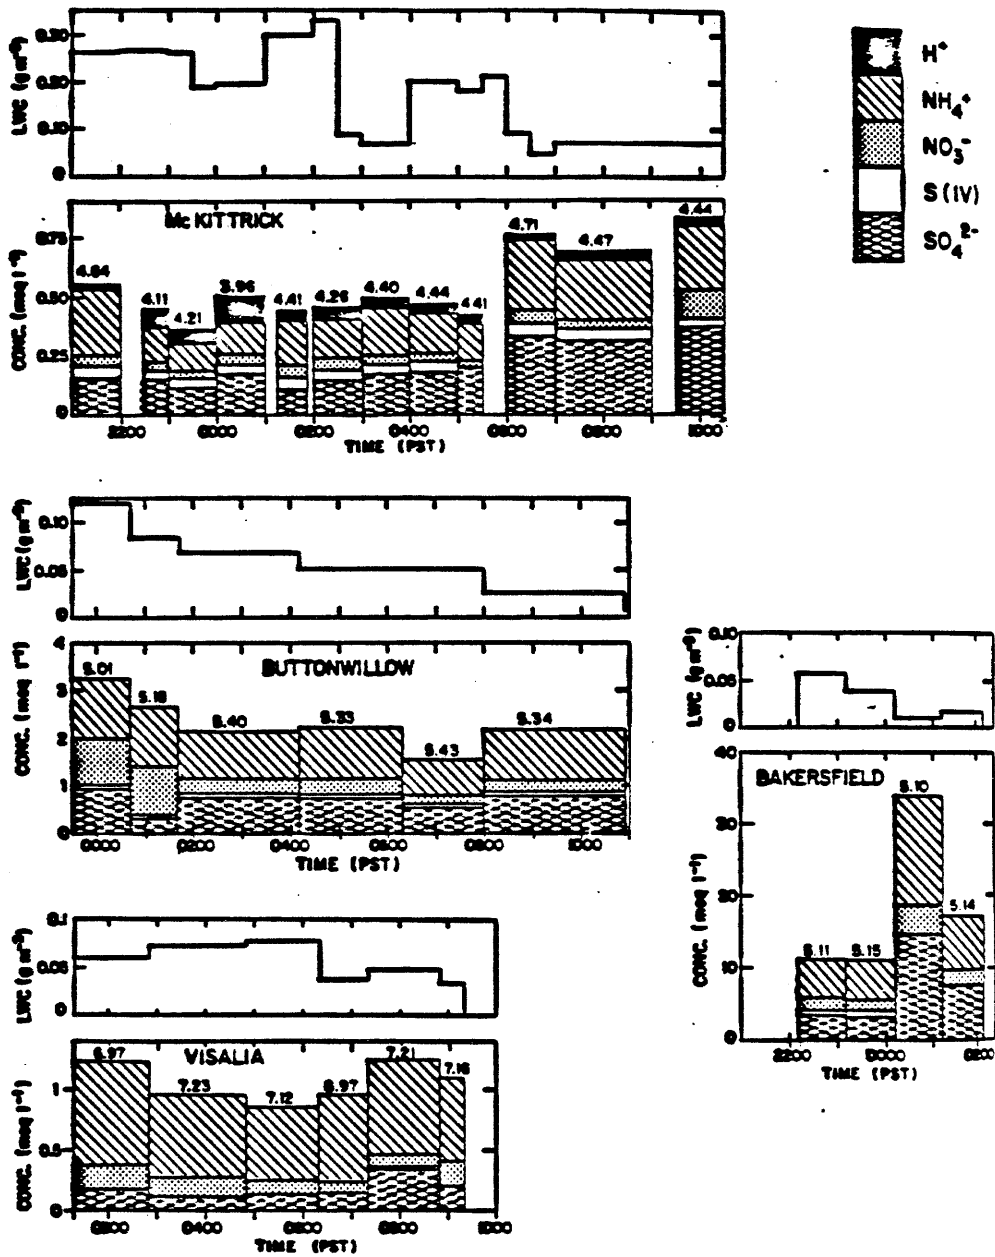 LWC (g m⁻³)
0.30
0.20
0.10
0
H⁺
NH₄⁺
NO₃⁻
S (IV)
SO₄²⁻
Mc KITTRICK
CONC. (meq l⁻¹)
0.75
0.50
0.25
0
4.64
4.11
4.21
3.96
4.41
4.26
4.40
4.44
4.41
4.71
4.47
4.44
2200 0000 0200 0400 0600 0800 1000
TIME (PST)
LWC (g m⁻³)
0.10
0.05
0
BUTTONWILLOW
CONC. (meq l⁻¹)
4
3
2
1
0
5.01
5.18
5.40
5.33
5.43
5.34
0000 0200 0400 0600 0800 1000
TIME (PST)
LWC (g m⁻³)
0.10
0.05
0
BAKERSFIELD
CONC. (meq l⁻¹)
40
30
20
10
0
5.10
5.14
2200 0000 0200
TIME (PST)
LWC (g m⁻³)
0.1
0.05
0
VISALIA
CONC. (meq l⁻¹)
1
0.5
0
6.97
7.23
7.12
6.97
7.21
7.16
0200 0400 0600 0800 1000
TIME (PST)